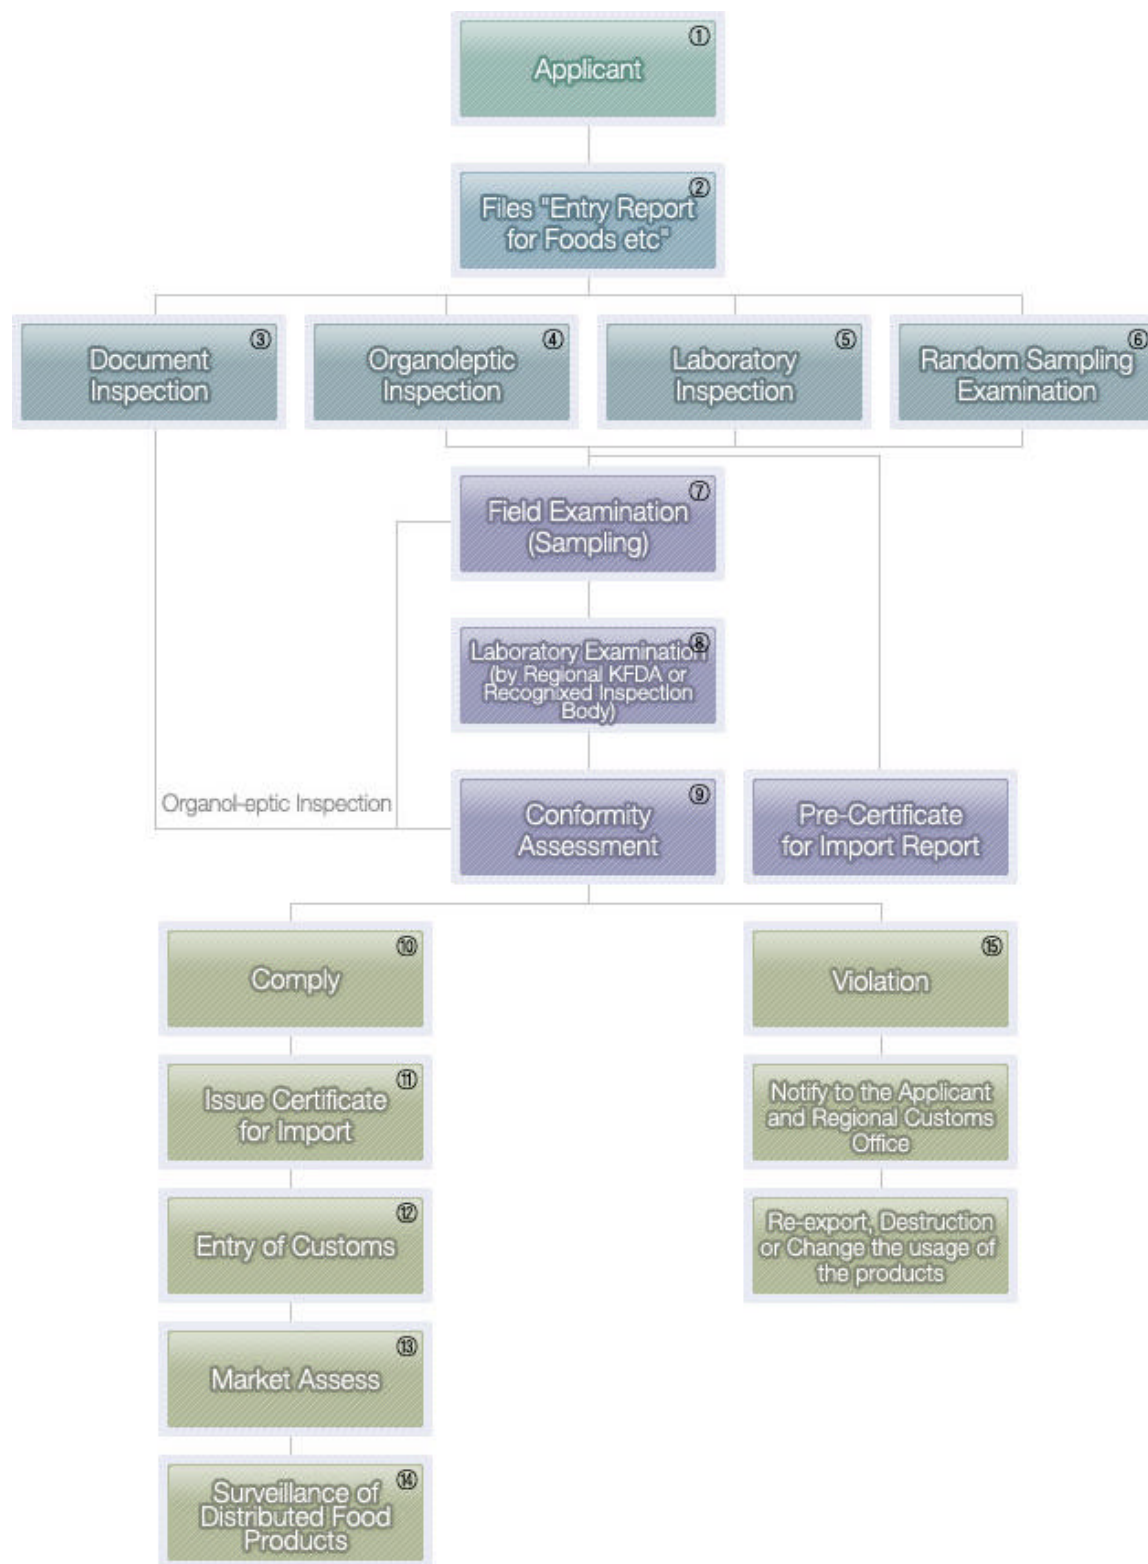 ①
Applicant
②
Files "Entry Report
for Foods etc"
③
Document
Inspection
④
Organoleptic
Inspection
⑤
Laboratory
Inspection
⑥
Random Sampling
Examination
⑦
Field Examination
(Sampling)
⑧
Laboratory Examination
(by Regional KFDA or
Recognixed Inspection
Body)
Organol-eptic Inspection
⑨
Conformity
Assessment
Pre-Certificate
for Import Report
⑩
Comply
⑮
Violation
⑪
Issue Certificate
for Import
Notify to the Applicant
and Regional Customs
Office
⑫
Entry of Customs
Re-export, Destruction
or Change the usage of
the products
⑬
Market Assess
⑭
Surveillance of
Distributed Food
Products